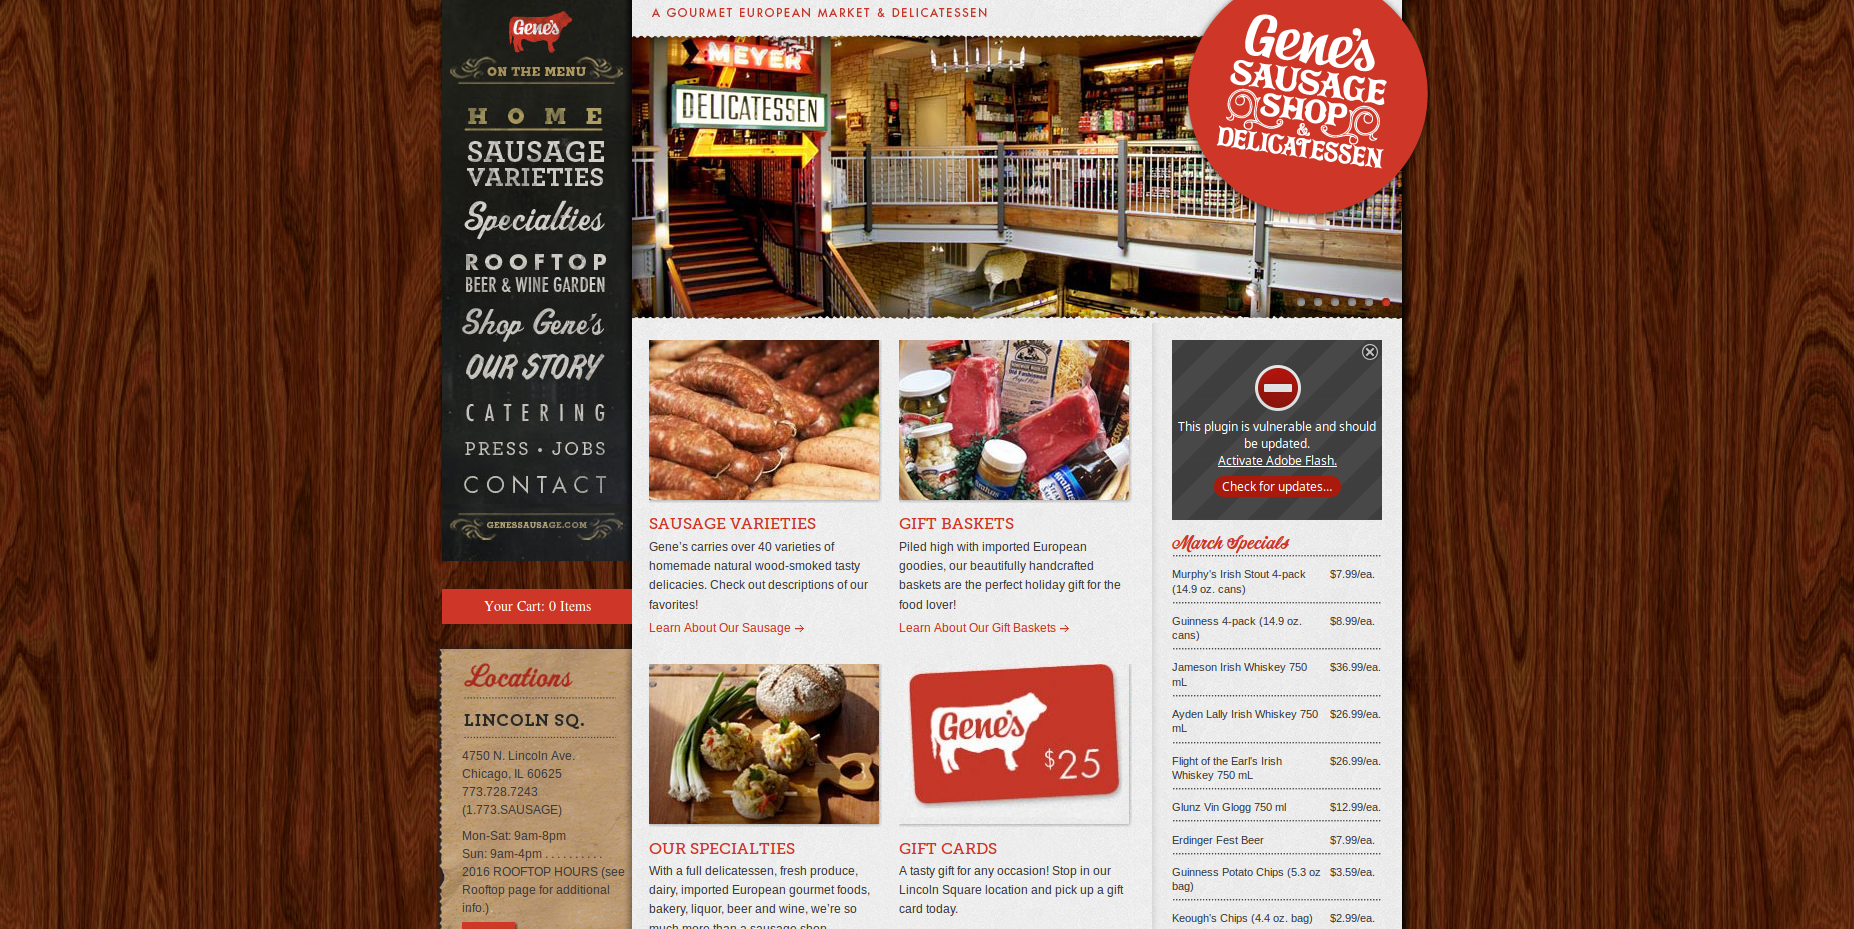 Gene's
ON THE MENU
HOME
SAUSAGE
VARIETIES
Specialties
ROOFTOP
BEER & WINE GARDEN
Shop Gene's
OUR STORY
CATERING
PRESS • JOBS
CONTACT
GENESSAUSAGE.COM
Your Cart: 0 Items
Locations
LINCOLN SQ.
4750 N. Lincoln Ave.
Chicago, IL 60625
773.728.7243
(1.773.SAUSAGE)
Mon-Sat: 9am-8pm
Sun: 9am-4pm . . . . . . . . . .
2016 ROOFTOP HOURS (see
Rooftop page for additional
info.)
A GOURMET EUROPEAN MARKET & DELICATESSEN
MEYER
DELICATESSEN
Gene's
SAUSAGE
SHOP
&
DELICATESSEN
SAUSAGE VARIETIES
Gene's carries over 40 varieties of
homemade natural wood-smoked tasty
delicacies. Check out descriptions of our
favorites!
Learn About Our Sausage →
Old Fashioned
GIFT BASKETS
Piled high with imported European
goodies, our beautifully handcrafted
baskets are the perfect holiday gift for the
food lover!
Learn About Our Gift Baskets →
OUR SPECIALTIES
With a full delicatessen, fresh produce,
dairy, imported European gourmet foods,
bakery, liquor, beer and wine, we're so
much more than a sausage shop.
Gene's
$25
GIFT CARDS
A tasty gift for any occasion! Stop in our
Lincoln Square location and pick up a gift
card today.
This plugin is vulnerable and should
be updated.
Activate Adobe Flash.
Check for updates...
March Specials
Murphy's Irish Stout 4-pack $7.99/ea.
(14.9 oz. cans)
Guinness 4-pack (14.9 oz. $8.99/ea.
cans)
Jameson Irish Whiskey 750 $36.99/ea.
mL
Ayden Lally Irish Whiskey 750 $26.99/ea.
mL
Flight of the Earl's Irish $26.99/ea.
Whiskey 750 mL
Glunz Vin Glogg 750 ml $12.99/ea.
Erdinger Fest Beer $7.99/ea.
Guinness Potato Chips (5.3 oz $3.59/ea.
bag)
Keough's Chips (4.4 oz. bag) $2.99/ea.